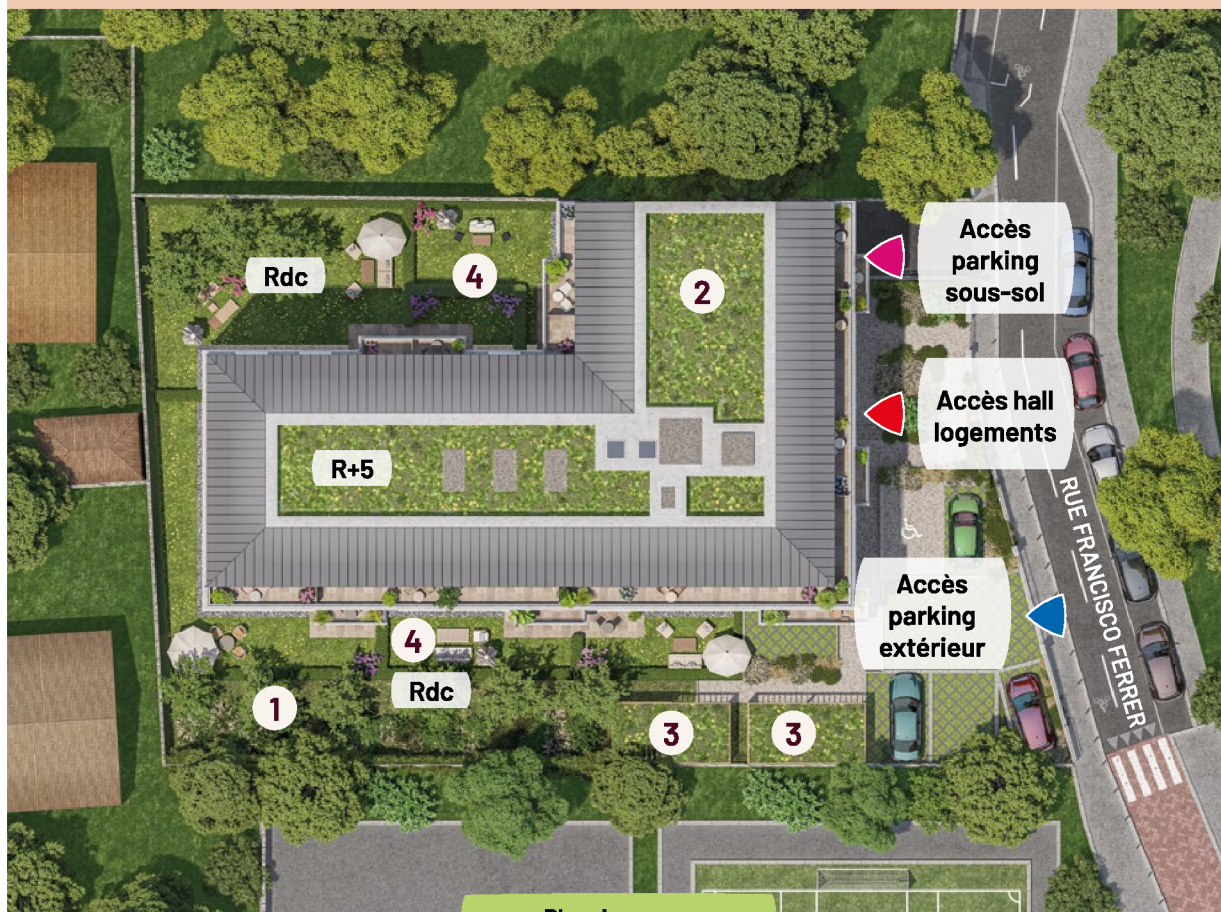 Accès
parking
sous-sol
Rdc
4
2
Accès hall
logements
R+5
RUE FRANCISCO FERRER
Accès
parking
extérieur
4
Rdc
1
3
3